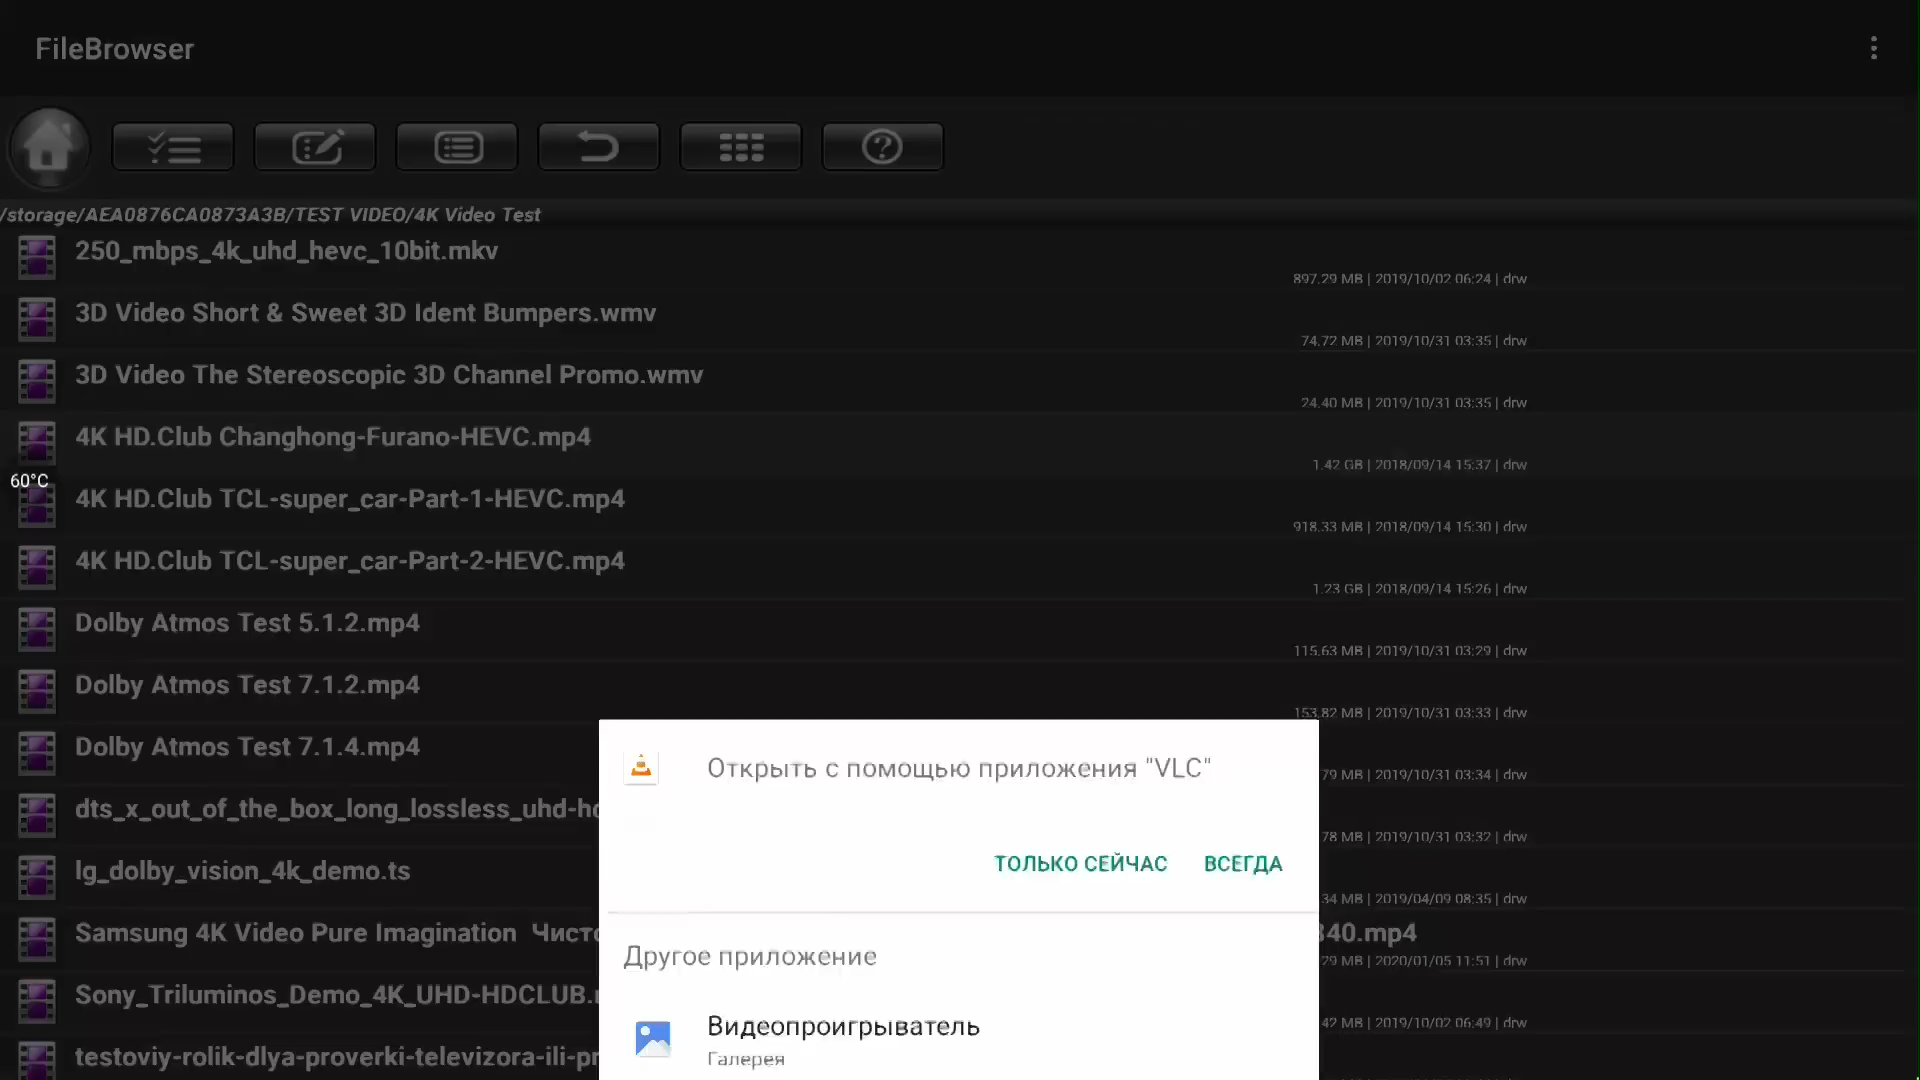 FileBrowser
/storage/AEA0876CA0873A3B/TEST VIDEO/4K Video Test
250_mbps_4k_uhd_hevc_10bit.mkv
897.29 MB | 2019/10/02 06:24 | drw
3D Video Short & Sweet 3D Ident Bumpers.wmv
74.72 MB | 2019/10/31 03:35 | drw
3D Video The Stereoscopic 3D Channel Promo.wmv
24.40 MB | 2019/10/31 03:35 | drw
4K HD.Club Changhong-Furano-HEVC.mp4
1.42 GB | 2018/09/14 15:37 | drw
60°C
4K HD.Club TCL-super_car-Part-1-HEVC.mp4
918.33 MB | 2018/09/14 15:30 | drw
4K HD.Club TCL-super_car-Part-2-HEVC.mp4
1.23 GB | 2018/09/14 15:26 | drw
Dolby Atmos Test 5.1.2.mp4
115.63 MB | 2019/10/31 03:29 | drw
Dolby Atmos Test 7.1.2.mp4
153.82 MB | 2019/10/31 03:33 | drw
Dolby Atmos Test 7.1.4.mp4
79 MB | 2019/10/31 03:34 | drw
dts_x_out_of_the_box_long_lossless_uhd-hd
78 MB | 2019/10/31 03:32 | drw
lg_dolby_vision_4k_demo.ts
34 MB | 2019/04/09 08:35 | drw
Samsung 4K Video Pure Imagination Чисто
340.mp4
29 MB | 2020/01/05 11:51 | drw
Sony_Triluminos_Demo_4K_UHD-HDCLUB.
42 MB | 2019/10/02 06:49 | drw
testoviy-rolik-dlya-proverki-televizora-ili-pr
Открыть с помощью приложения "VLC"
ТОЛЬКО СЕЙЧАС ВСЕГДА
Другое приложение
Видеопроигрыватель
Галерея